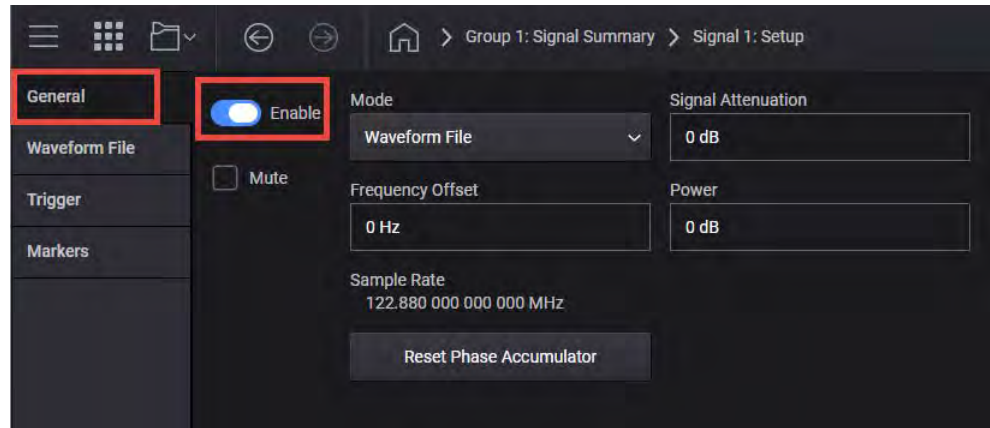 Group 1: Signal Summary > Signal 1: Setup
General
Waveform File
Trigger
Markers
Enable
Mute
Mode
Waveform File
Signal Attenuation
0 dB
Frequency Offset
0 Hz
Power
0 dB
Sample Rate
122.880 000 000 000 MHz
Reset Phase Accumulator